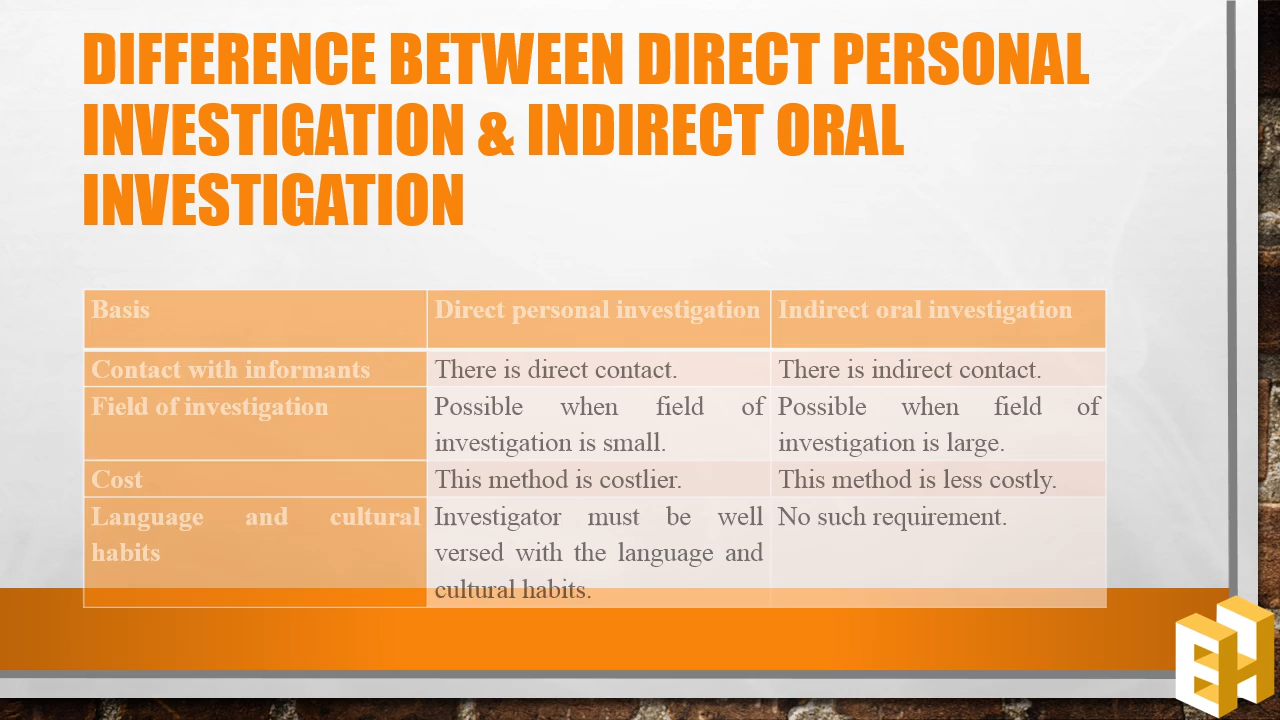 DIFFERENCE BETWEEN DIRECT PERSONAL
INVESTIGATION & INDIRECT ORAL
INVESTIGATION
Basis
Direct personal investigation
Indirect oral investigation
Contact with informants
There is direct contact.
There is indirect contact.
Field of investigation
Possible when field of
investigation is small.
Possible when field of
investigation is large.
Cost
This method is costlier.
This method is less costly.
Language and cultural
habits
Investigator must be well
versed with the language and
cultural habits.
No such requirement.
EH